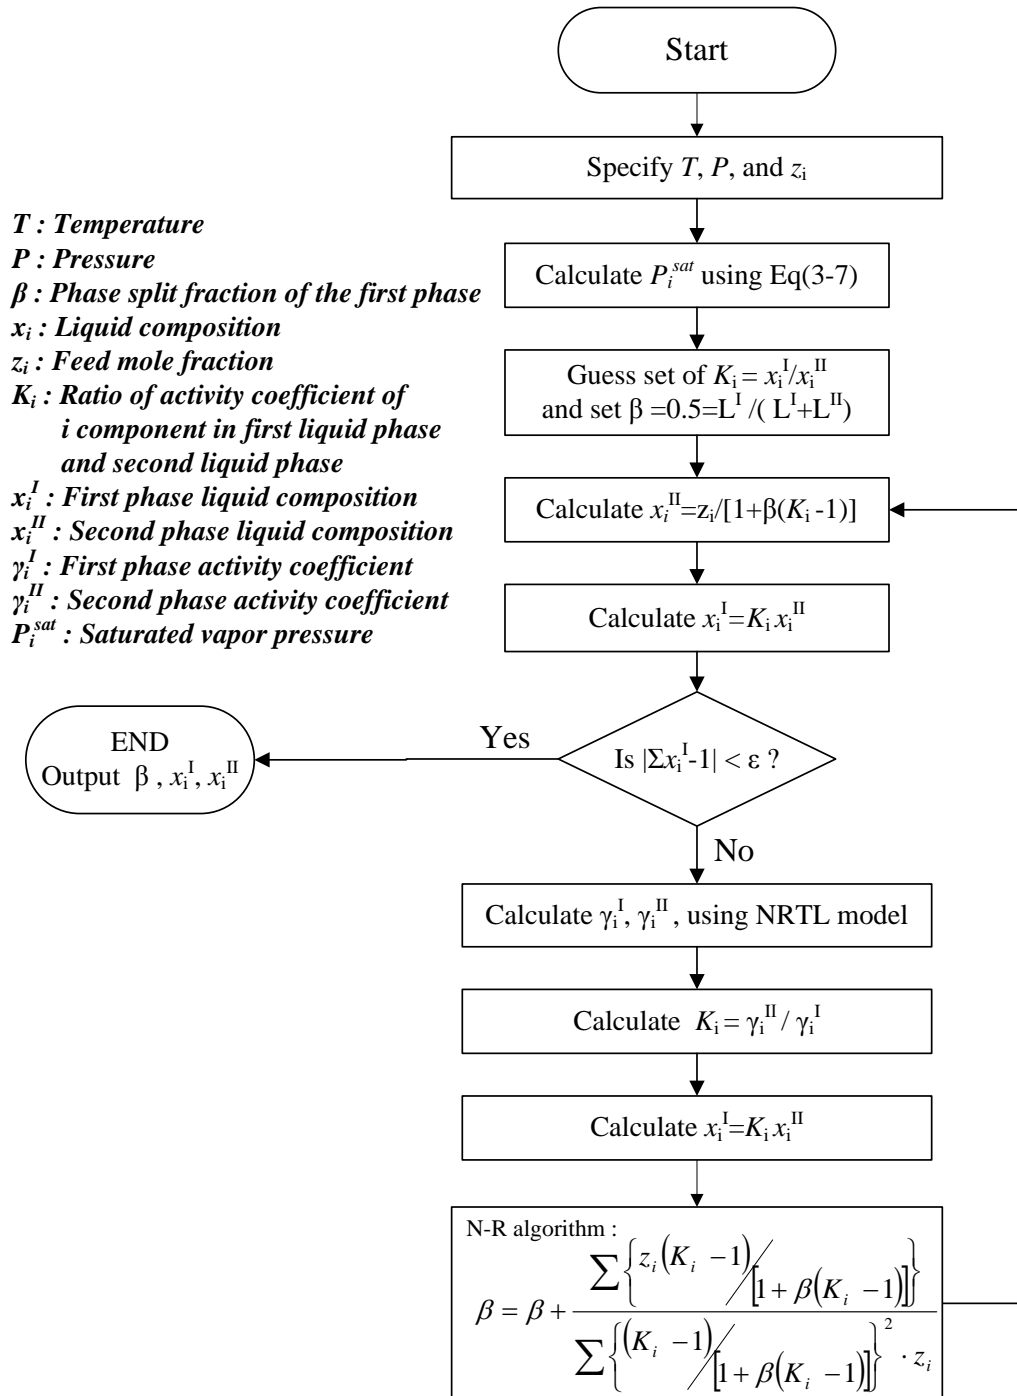 Start
Specify T, P, and zᵢ
T : Temperature
P : Pressure
β : Phase split fraction of the first phase
xᵢ : Liquid composition
zᵢ : Feed mole fraction
Kᵢ : Ratio of activity coefficient of
i component in first liquid phase
and second liquid phase
xᵢᴵ : First phase liquid composition
xᵢᴵᴵ : Second phase liquid composition
γᵢᴵ : First phase activity coefficient
γᵢᴵᴵ : Second phase activity coefficient
Pᵢˢᵃᵗ : Saturated vapor pressure
Calculate Pᵢˢᵃᵗ using Eq(3-7)
Guess set of Kᵢ = xᵢᴵ/xᵢᴵᴵ
and set β =0.5=Lᴵ /( Lᴵ+Lᴵᴵ)
Calculate xᵢᴵᴵ=zᵢ/[1+β(Kᵢ -1)]
Calculate xᵢᴵ=Kᵢ xᵢᴵᴵ
Is |Σxᵢᴵ-1| < ε ?
Yes
END
Output β , xᵢᴵ, xᵢᴵᴵ
No
Calculate γᵢᴵ, γᵢᴵᴵ , using NRTL model
Calculate Kᵢ = γᵢᴵᴵ / γᵢᴵ
Calculate xᵢᴵ=Kᵢ xᵢᴵᴵ
N-R algorithm :
∑{zᵢ(Kᵢ −1)/[1+β(Kᵢ −1)]}
β = β +
∑{(Kᵢ −1)/[1+β(Kᵢ −1)]}² · zᵢ